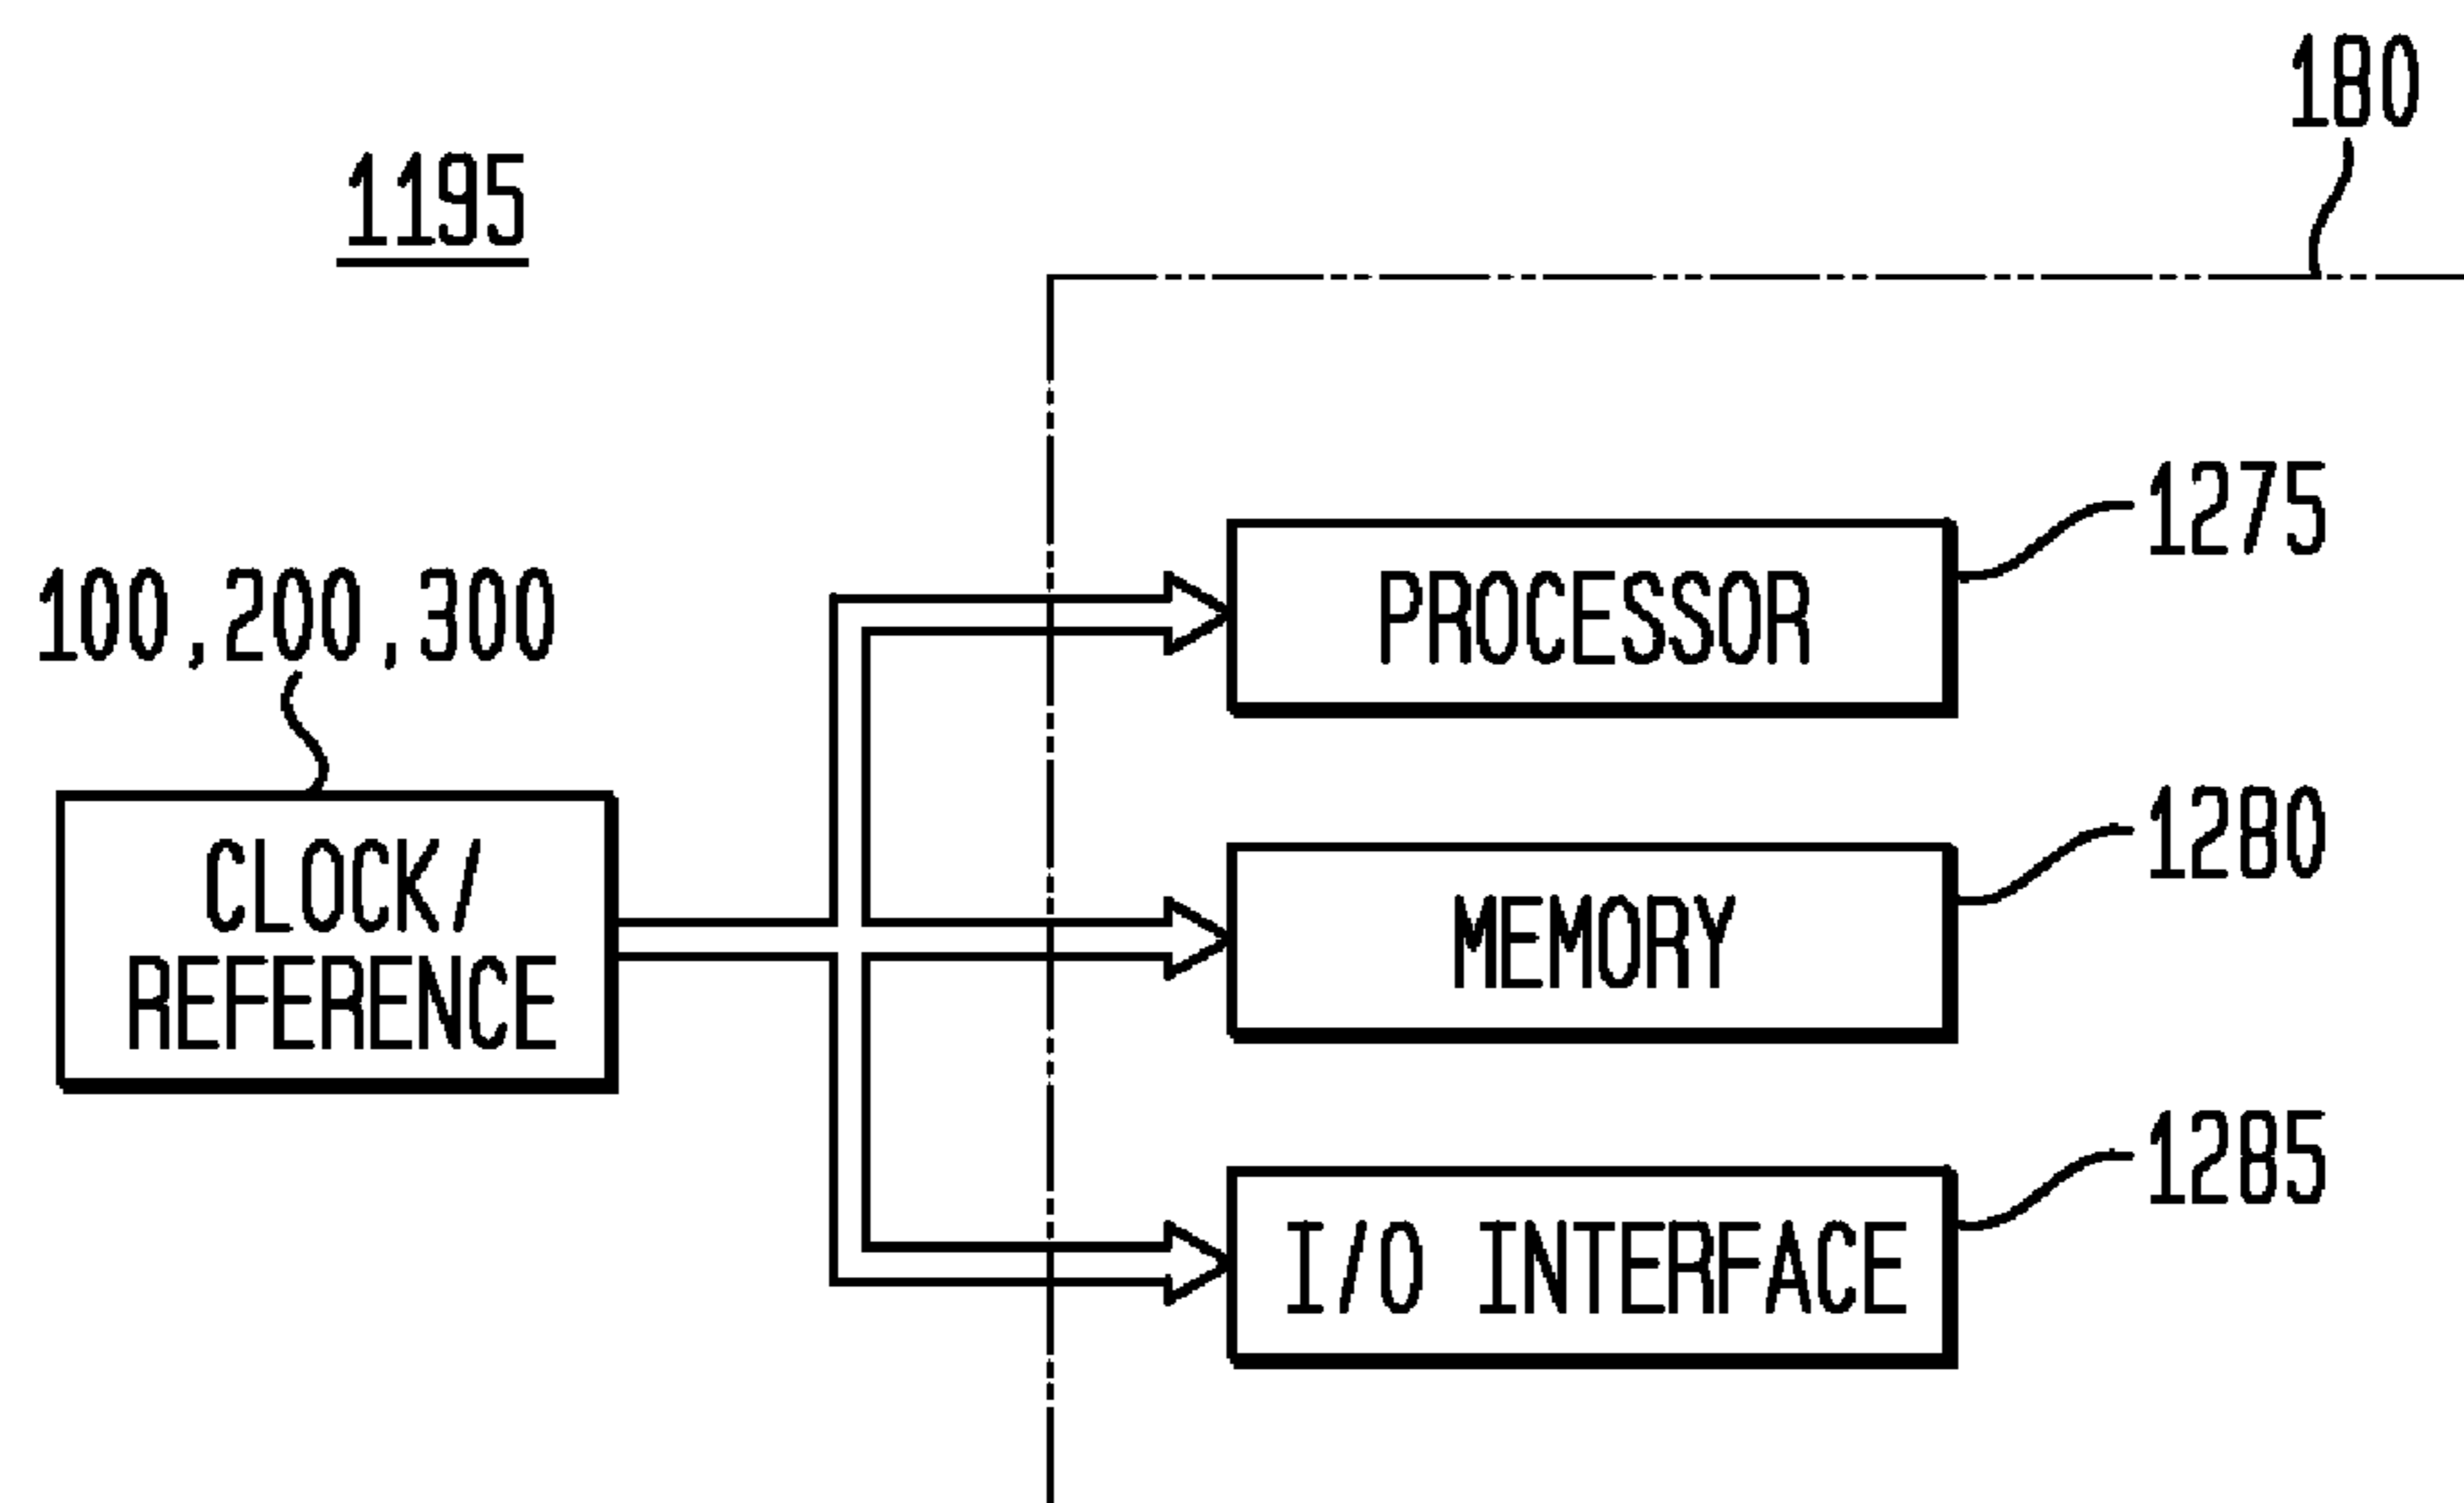 180
1195
1275
100,200,300
PROCESSOR
1280
CLOCK/
REFERENCE
MEMORY
1285
I/O INTERFACE